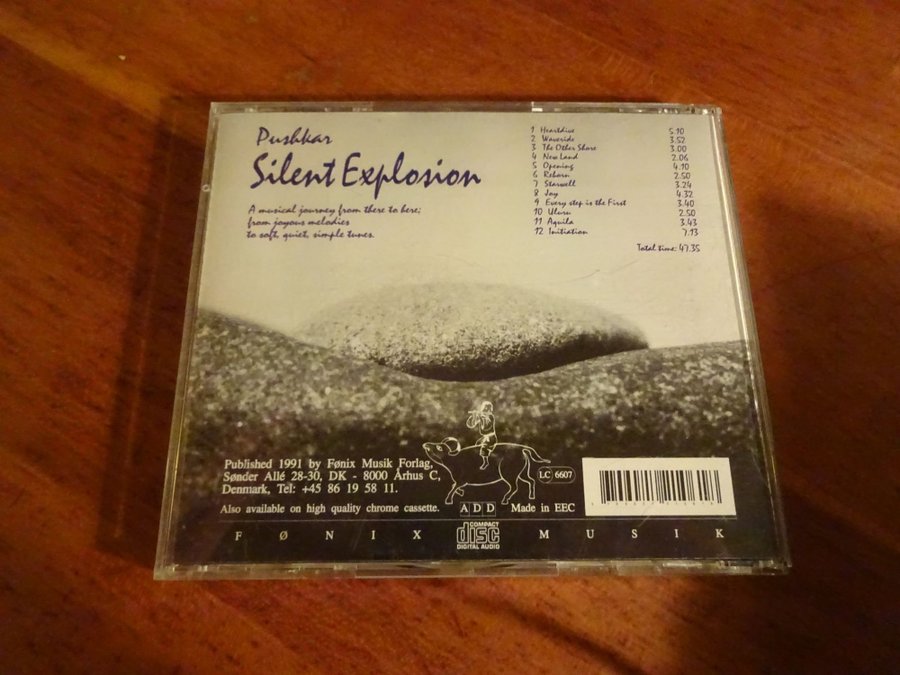 Pushkar
Silent Explosion
A musical journey from there to here;
from joyous melodies
to soft, quiet, simple tunes.
1 Heartdive 5.10
2 Waveride 3.52
3 The Other Shore 3.00
4 New Land 2.06
5 Opening 4.10
6 Reborn 2.50
7 Starwell 3.24
8 Joy 4.32
9 Every step is the First 3.40
10 Uluru 2.50
11 Aquila 3.43
12 Initiation 7.13
Total time: 47.35
Published 1991 by Fønix Musik Forlag,
Sønder Allé 28-30, DK - 8000 Århus C,
Denmark, Tel: +45 86 19 58 11.
LC 6607
Also available on high quality chrome cassette. ADD Made in EEC
FØNIX MUSIK
COMPACT
disc
DIGITAL AUDIO